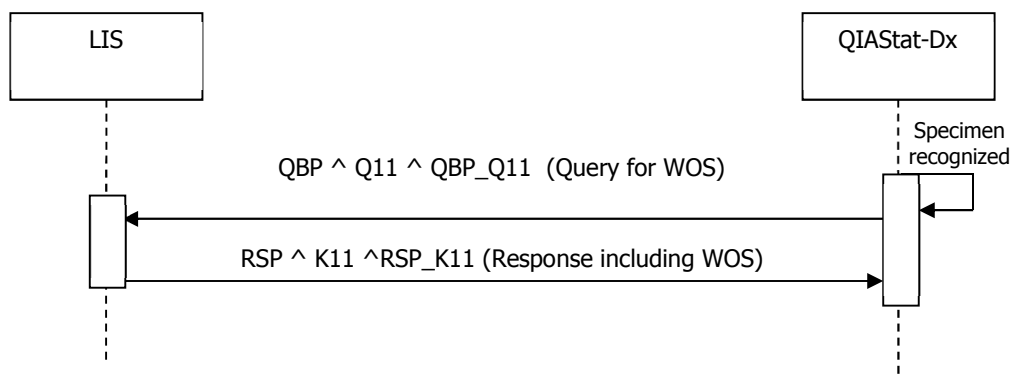 LIS
QIAStat-Dx
Specimen
recognized
QBP ^ Q11 ^ QBP_Q11 (Query for WOS)
RSP ^ K11 ^RSP_K11 (Response including WOS)